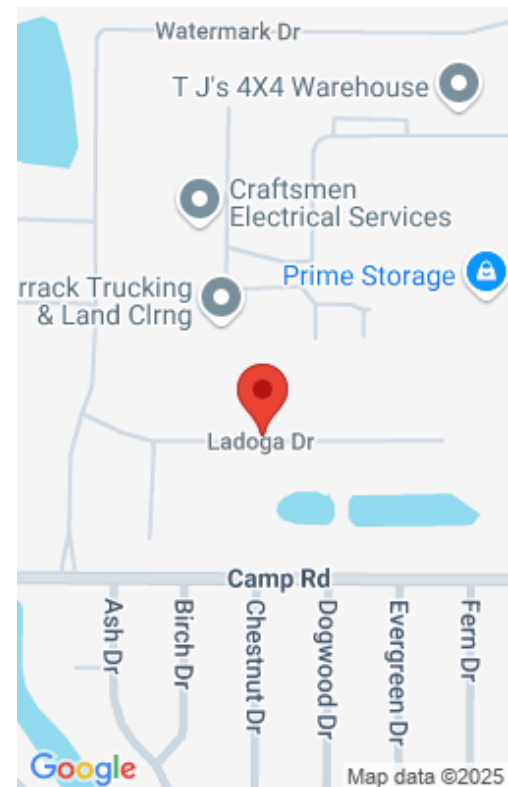 Watermark Dr
T J's 4X4 Warehouse
Craftsmen
Electrical Services
Prime Storage
rrack Trucking
& Land Clrng
Ladoga Dr
Camp Rd
Ash Dr
Birch Dr
Chestnut Dr
Dogwood Dr
Evergreen Dr
Fern Dr
Google
Map data ©2025